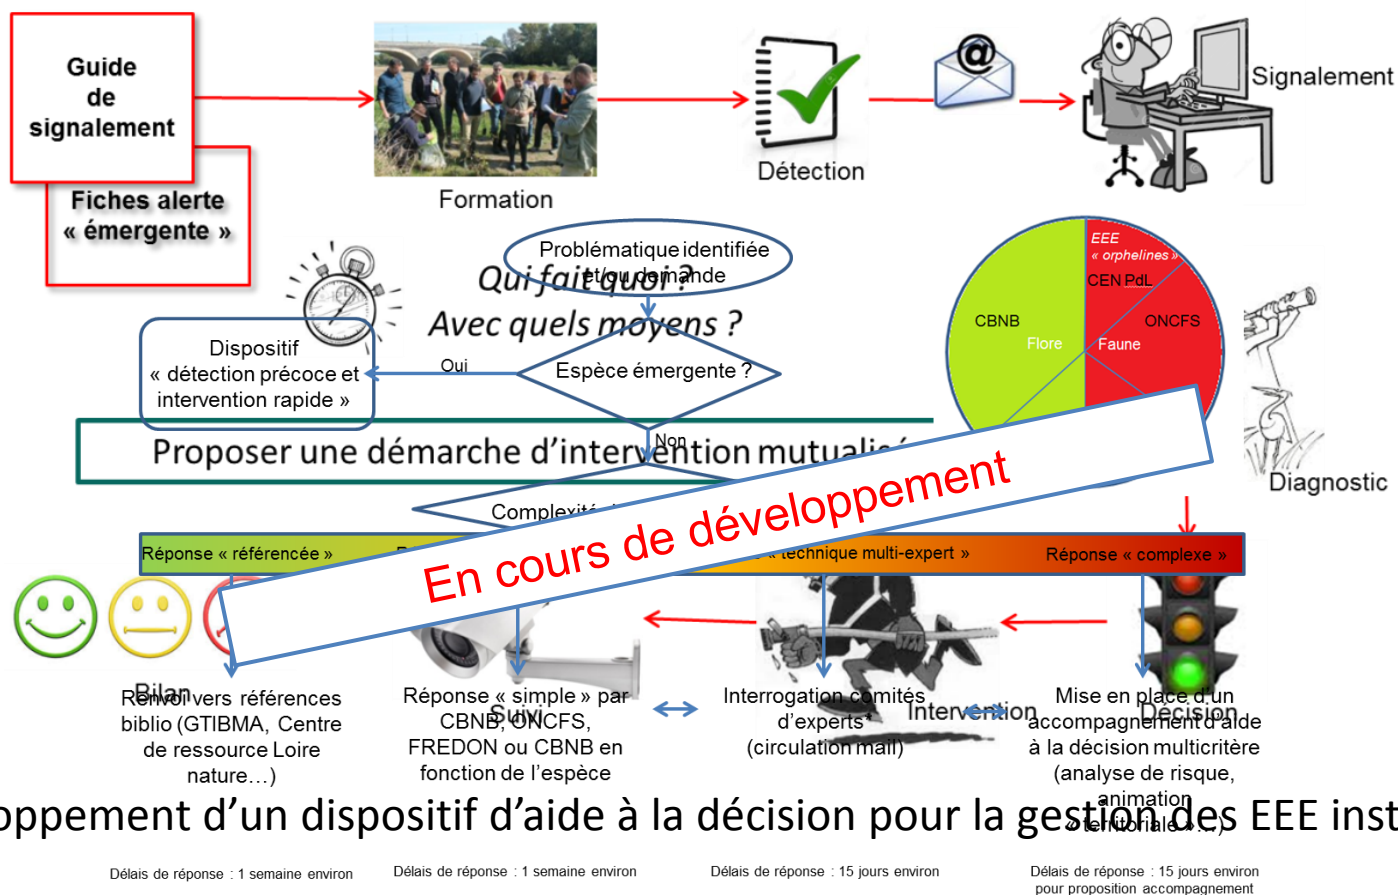 Guide
de
signalement
Fiches alerte
« émergente »
Formation
@
Détection
Signalement
Problématique identifiée
et/ou demande
Qui fait quoi ?
Avec quels moyens ?
Dispositif
« détection précoce et
intervention rapide »
Oui
Espèce émergente ?
Non
EEE
« orphelines »
CEN PdL
CBNB
ONCFS
Flore
Faune
Diagnostic
Proposer une démarche d'intervention mutualisé
Complexité
En cours de développement
Réponse « référencée »
« technique multi-expert »
Réponse « complexe »
Bilan
Renvoi vers références
biblio (GTIBMA, Centre
de ressource Loire
nature…)
Suivi
Réponse « simple » par
CBNB, ONCFS,
FREDON ou CBNB en
fonction de l'espèce
Interrogation comités
d'experts*
(circulation mail)
Intervention
Décision
Mise en place d'un
accompagnement d'aide
à la décision multicritère
(analyse de risque,
animation
« territoriale »…)
oppement d'un dispositif d'aide à la décision pour la gestion des EEE inst
Délais de réponse : 1 semaine environ
Délais de réponse : 1 semaine environ
Délais de réponse : 15 jours environ
Délais de réponse : 15 jours environ
pour proposition accompagnement